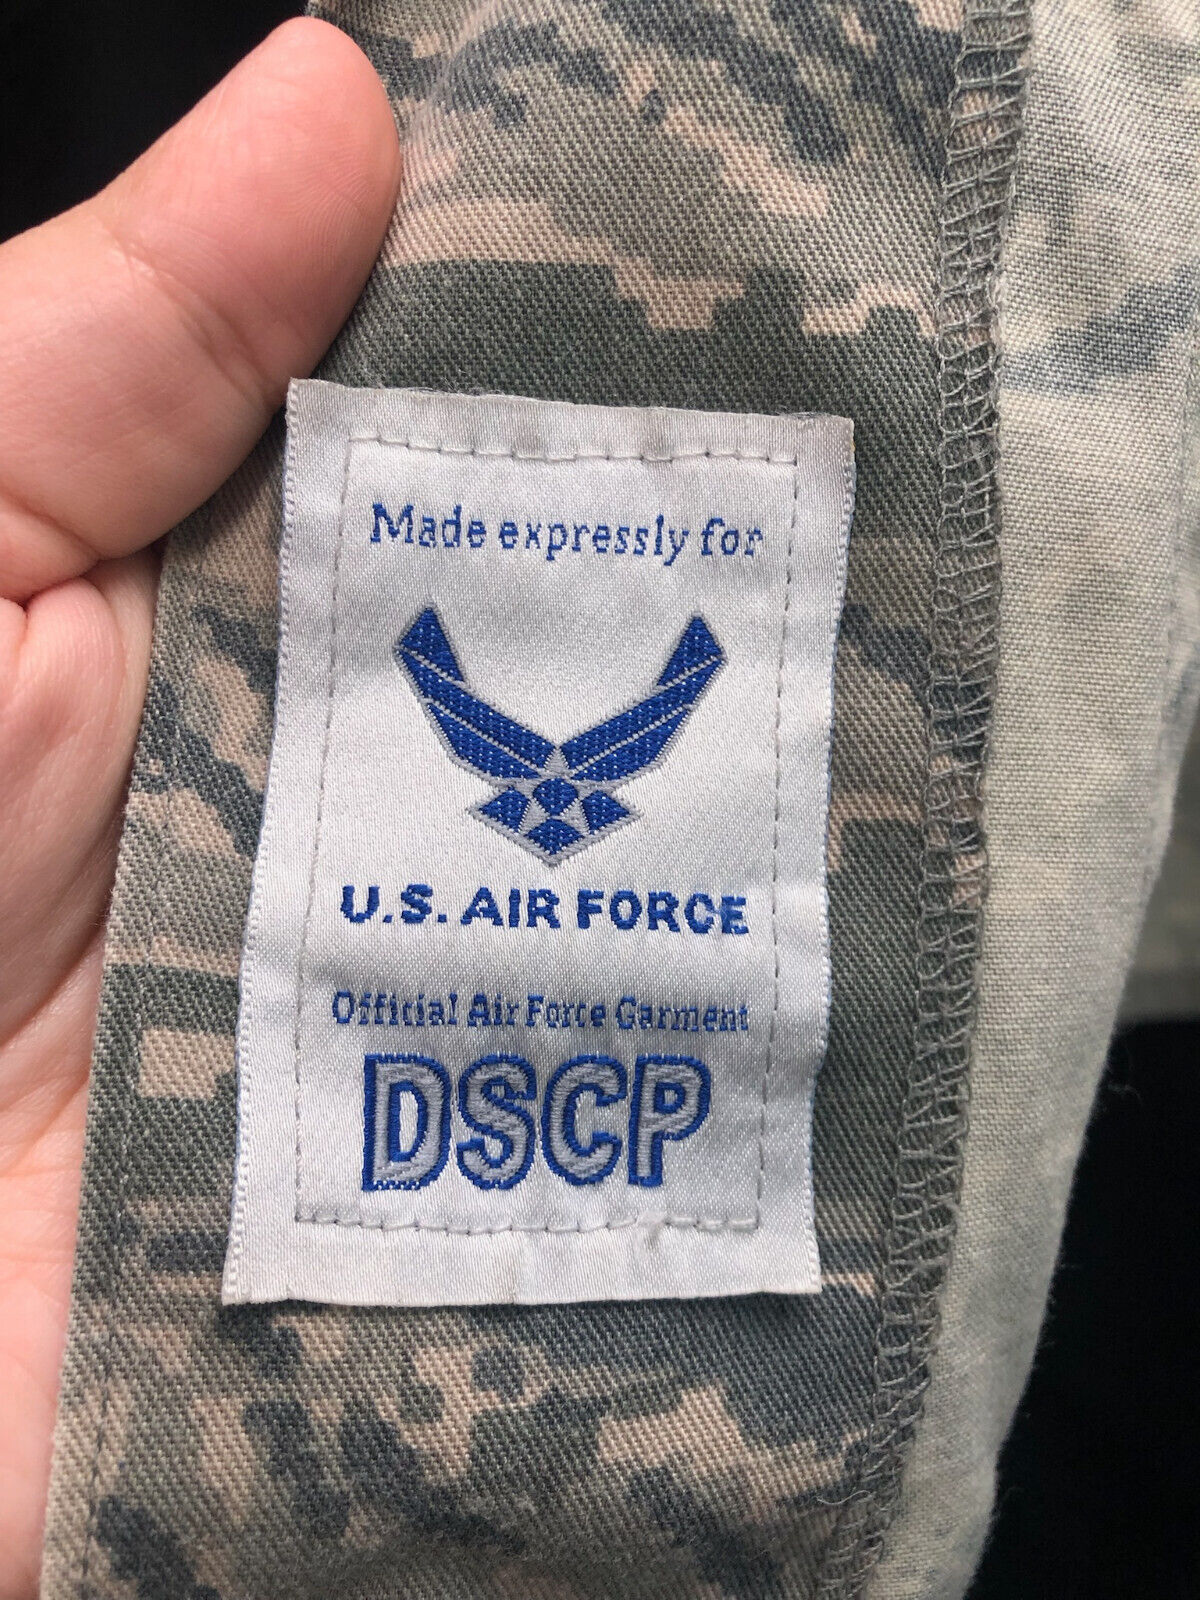 Made expressly for
U.S. AIR FORCE
Official Air Force Garment
DSCP